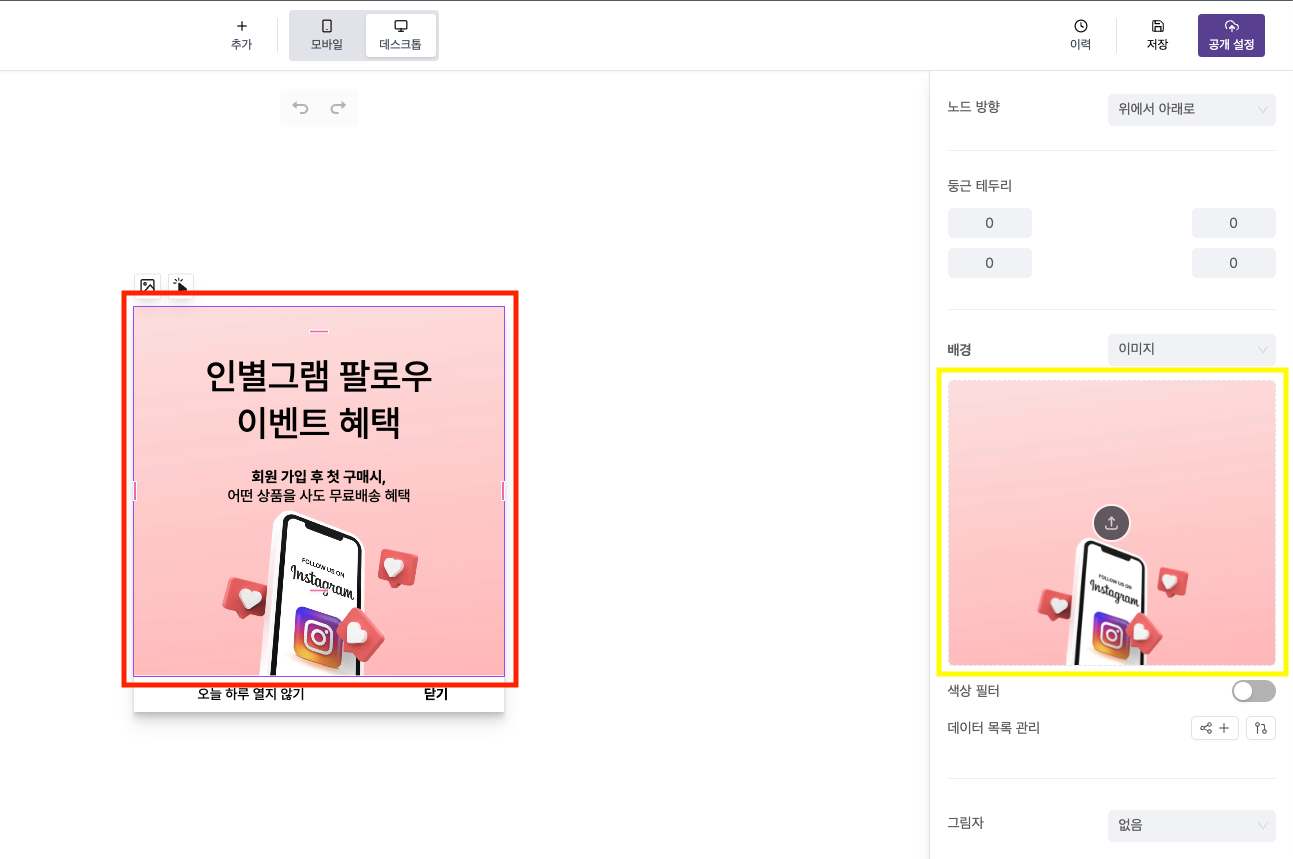 추가
모바일
데스크톱
이력
저장
공개 설정
노드 방향
위에서 아래로
둥근 테두리
0
0
0
0
인별그램 팔로우
이벤트 혜택
회원 가입 후 첫 구매시,
어떤 상품을 사도 무료배송 혜택
FOLLOW US ON
Instagram
오늘 하루 열지 않기
닫기
배경
이미지
FOLLOW US ON
Instagram
색상 필터
데이터 목록 관리
그림자
없음